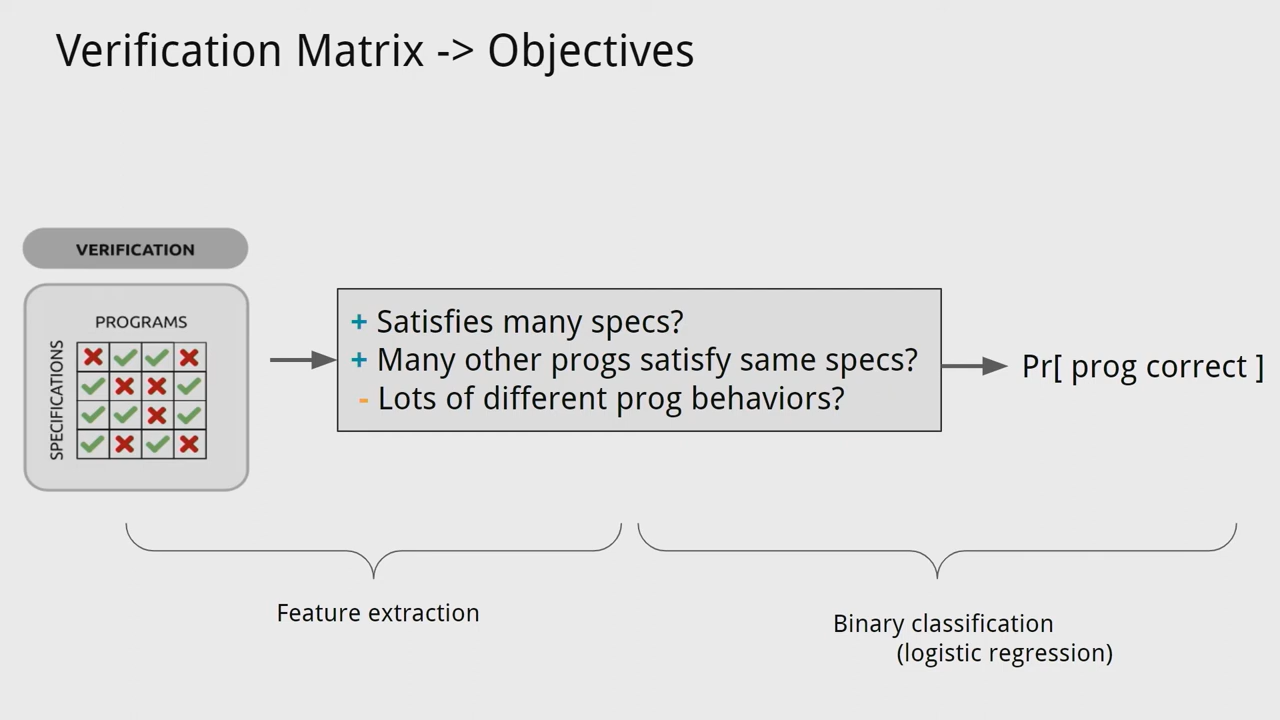 Verification Matrix -> Objectives
VERIFICATION
PROGRAMS
SPECIFICATIONS
+ Satisfies many specs?
+ Many other progs satisfy same specs?
- Lots of different prog behaviors?
Pr[ prog correct ]
Feature extraction
Binary classification
(logistic regression)